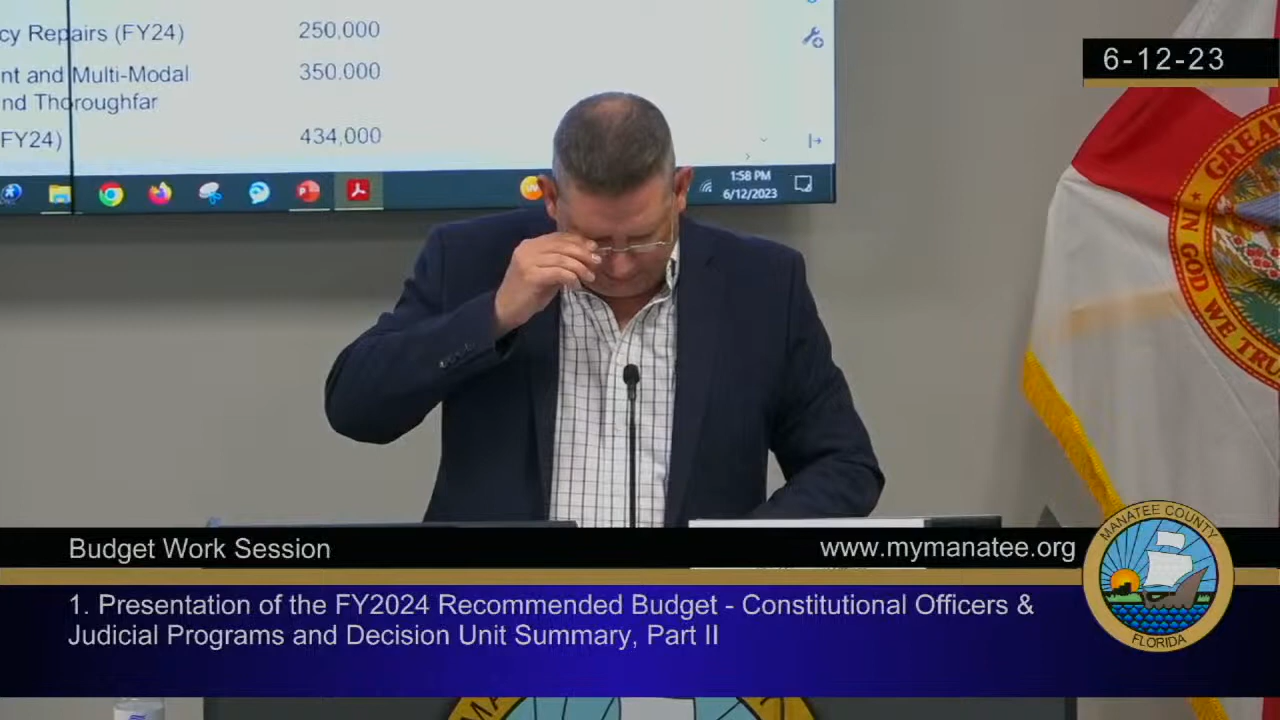 cy Repairs (FY24) 250,000
6-12-23
nt and Multi-Modal 350,000
nd Thoroughfar
FY24) 434,000
1:58 PM
6/12/2023
GREAT
IN GOD WE TRU
Budget Work Session
www.mymanatee.org
MANATEE COUNTY
FLORIDA
1. Presentation of the FY2024 Recommended Budget - Constitutional Officers &
Judicial Programs and Decision Unit Summary, Part II
MA